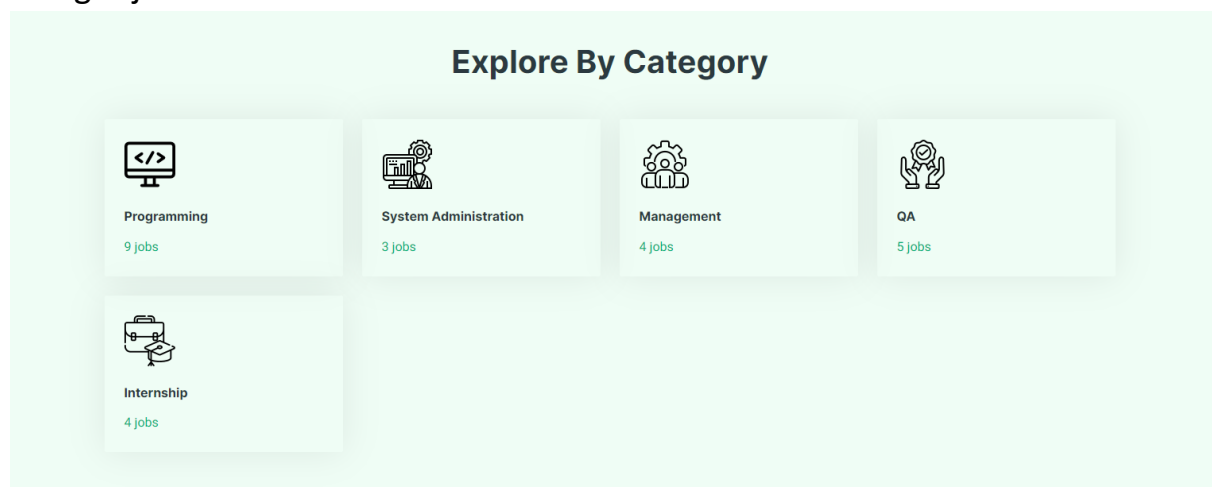 Explore By Category
</>
Programming
9 jobs
System Administration
3 jobs
Management
4 jobs
QA
5 jobs
Internship
4 jobs